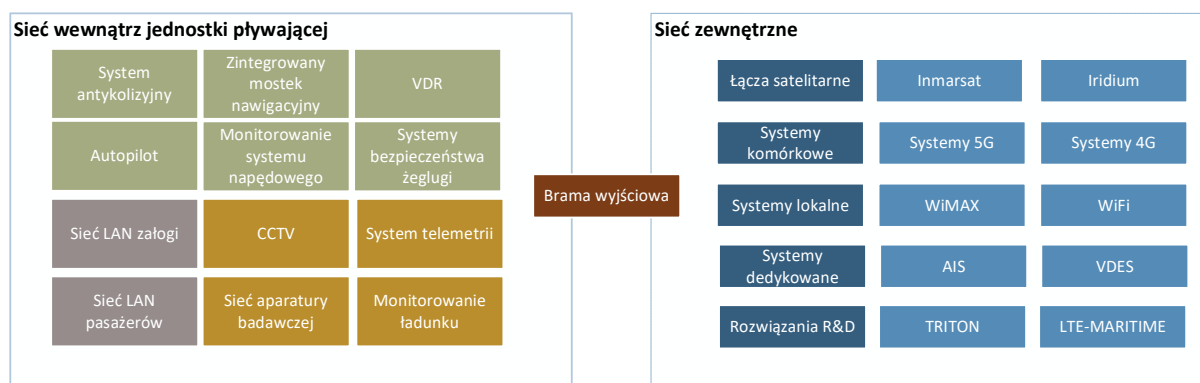 Sieć wewnątrz jednostki pływającej
System
antykolizyjny
Zintegrowany
mostek
nawigacyjny
VDR
Autopilot
Monitorowanie
systemu
napędowego
Systemy
bezpieczeństwa
żeglugi
Sieć LAN załogi
CCTV
System telemetrii
Sieć LAN
pasażerów
Sieć aparatury
badawczej
Monitorowanie
ładunku
Brama wyjściowa
Sieć zewnętrzne
Łącza satelitarne
Inmarsat
Iridium
Systemy
komórkowe
Systemy 5G
Systemy 4G
Systemy lokalne
WiMAX
WiFi
Systemy
dedykowane
AIS
VDES
Rozwiązania R&D
TRITON
LTE-MARITIME